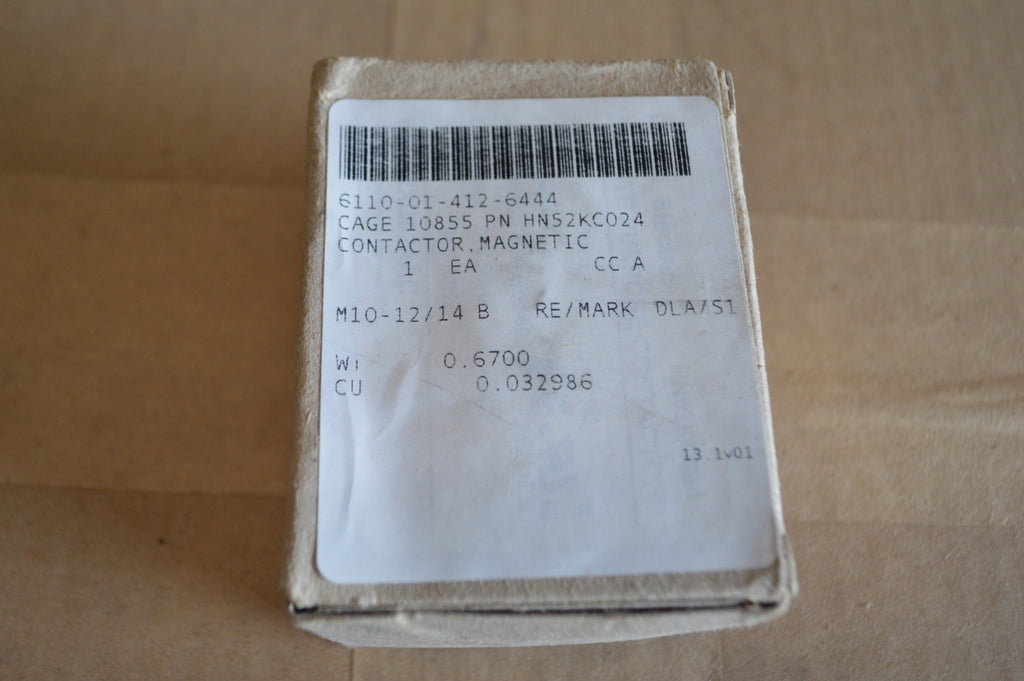 6110-01-412-6444
CAGE 10855 PN HN52KC024
CONTACTOR,MAGNETIC
1 EA CC A
M10-12/14 B RE/MARK DLA/S1
WT 0.6700
CU 0.032986
13.1v01